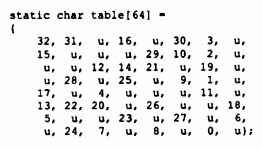 static char table[64] =
{
32, 31, u, 16, u, 30, 3, u,
15, u, u, u, 29, 10, 2, u,
u, u, 12, 14, 21, u, 19, u,
u, 28, u, 25, u, 9, 1, u,
17, u, 4, u, u, u, 11, u,
13, 22, 20, u, 26, u, u, 18,
5, u, u, 23, u, 27, u, 6,
u, 24, 7, u, 8, u, 0, u};